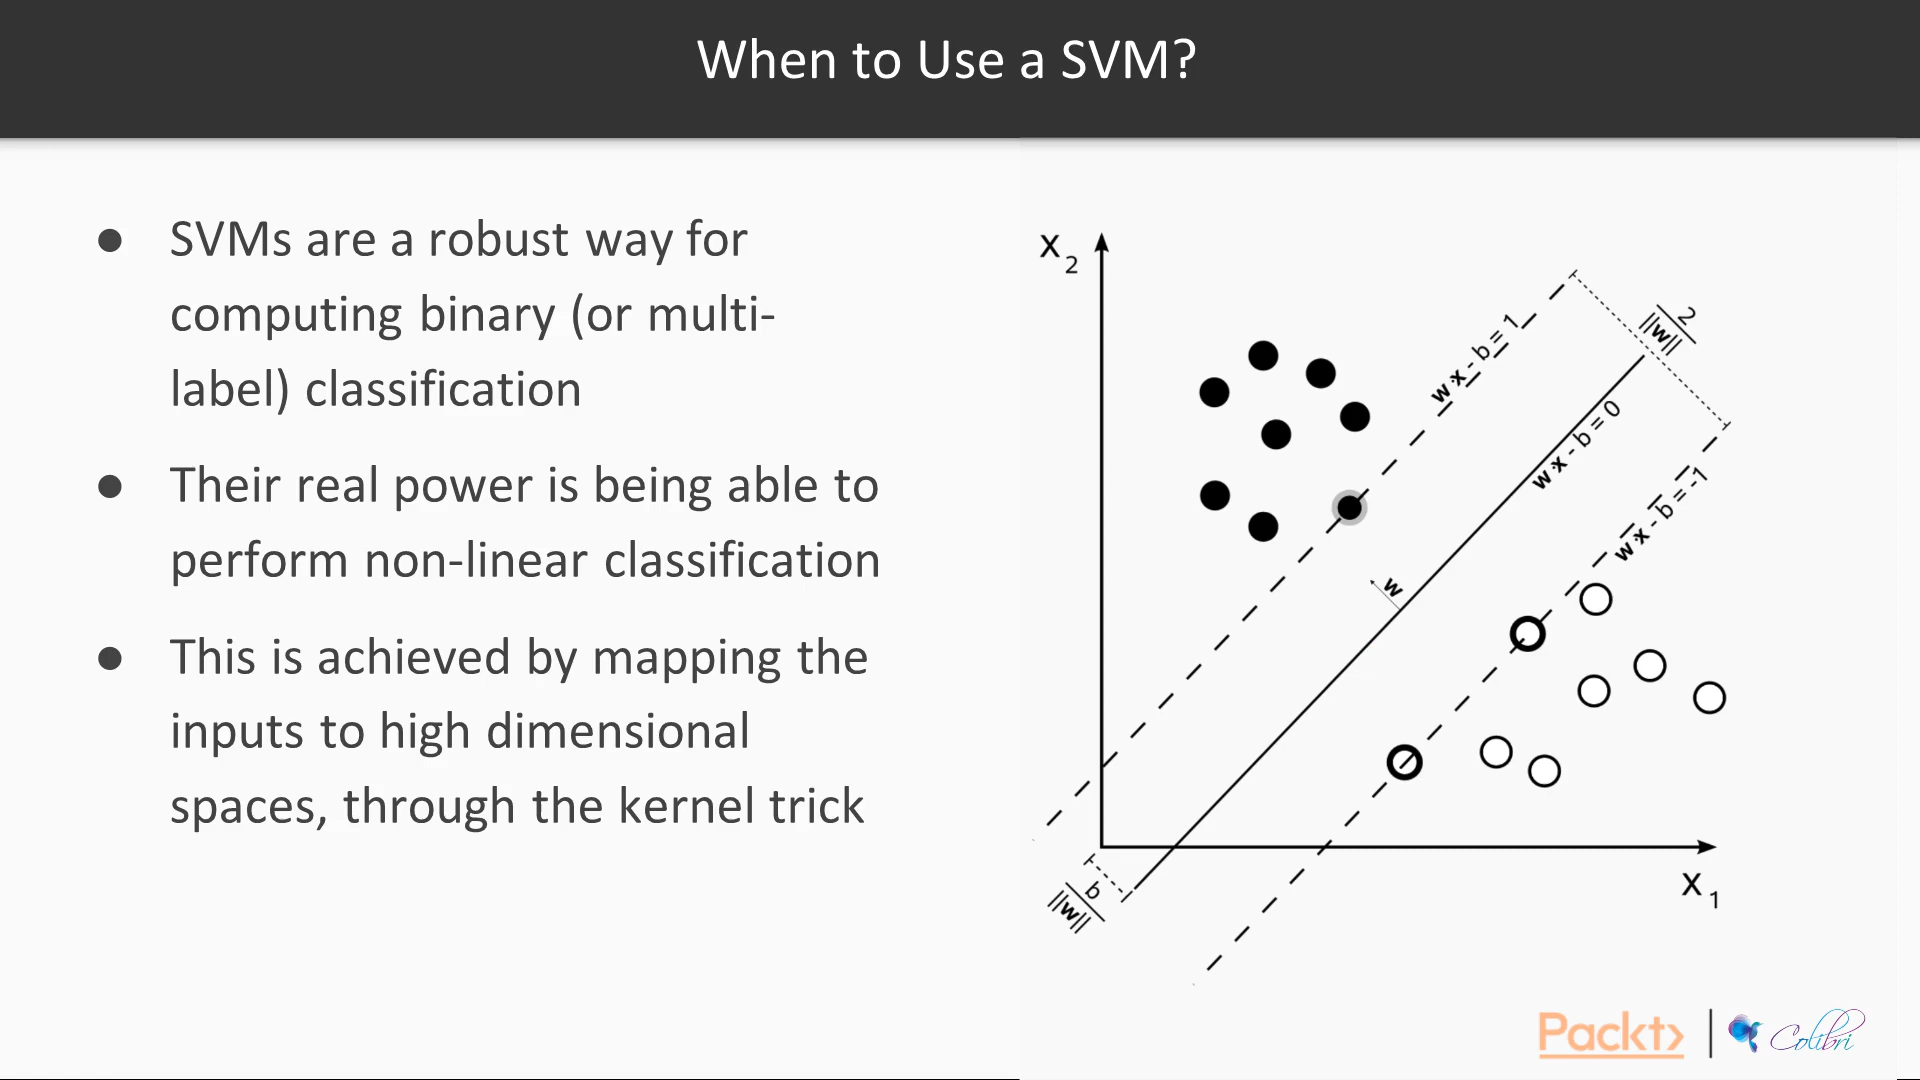 When to Use a SVM?
● SVMs are a robust way for
computing binary (or multi-
label) classification
● Their real power is being able to
perform non-linear classification
● This is achieved by mapping the
inputs to high dimensional
spaces, through the kernel trick
X2
2
||w||
w·x - b = 1
w·x - b = 0
w·x - b = -1
w
b
||w||
X1
Packt> | Colibri